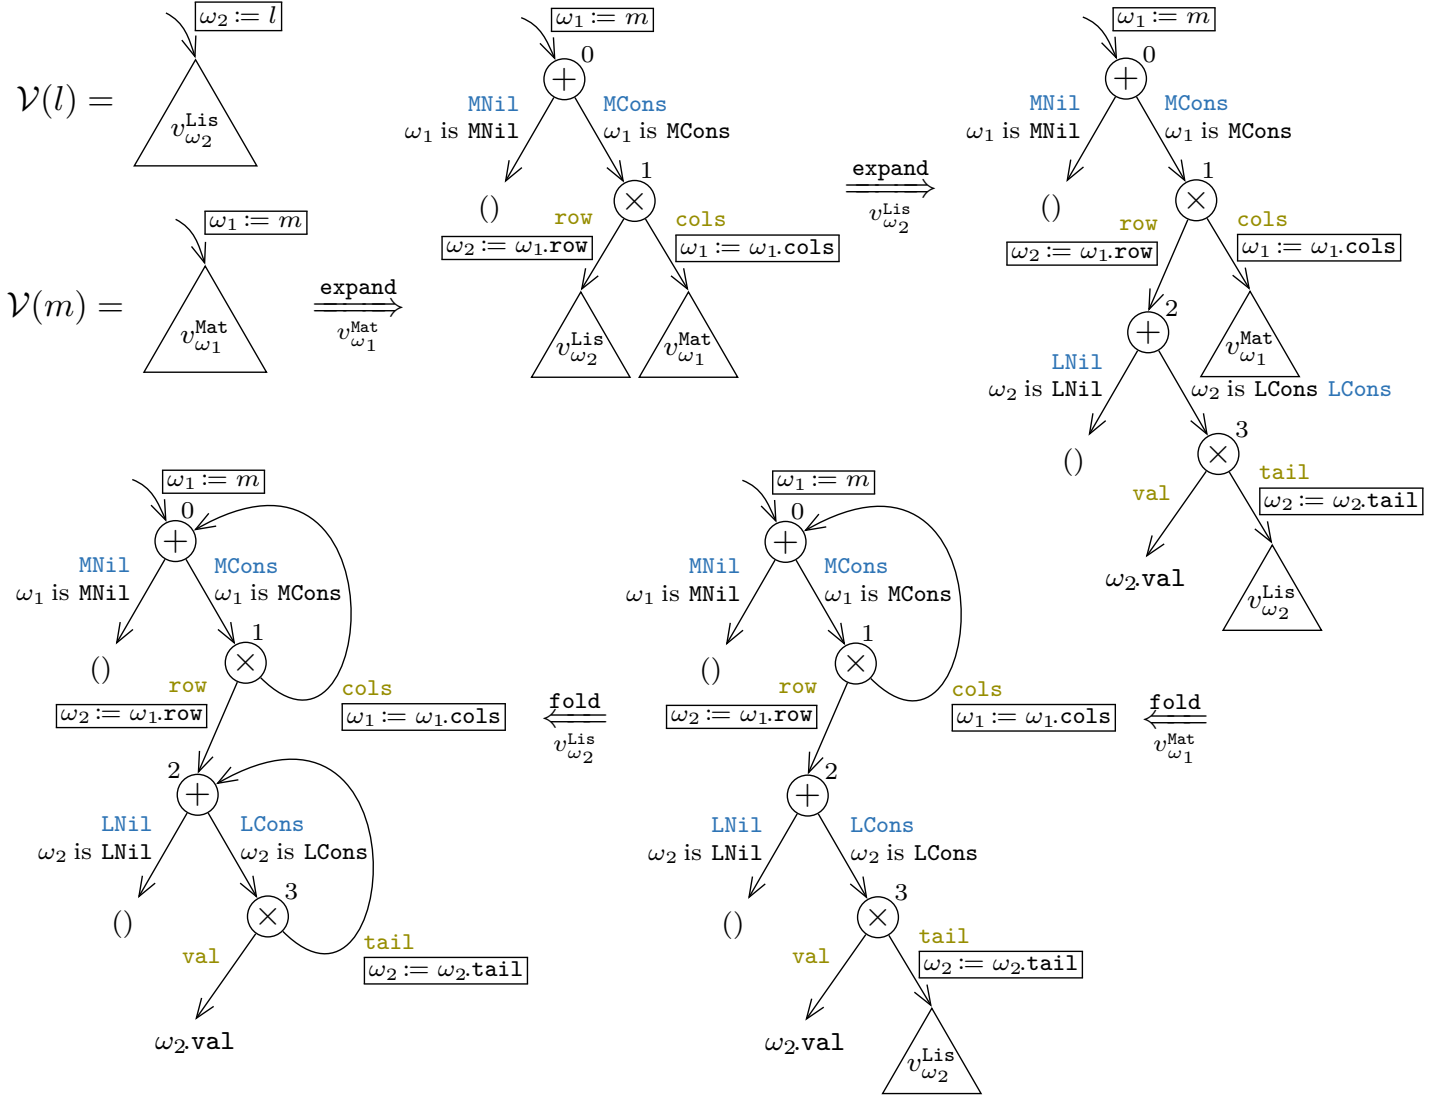 ω₂ := l
𝒱(l) =
v^Lis_ω₂
ω₁ := m
𝒱(m) =
v^Mat_ω₁
expand
v^Mat_ω₁
ω₁ := m
0
+
MNil
MCons
ω₁ is MNil
ω₁ is MCons
()
1
×
row
cols
ω₂ := ω₁.row
ω₁ := ω₁.cols
v^Lis_ω₂
v^Mat_ω₁
expand
v^Lis_ω₂
ω₁ := m
0
+
MNil
MCons
ω₁ is MNil
ω₁ is MCons
()
1
×
row
cols
ω₂ := ω₁.row
ω₁ := ω₁.cols
2
+
v^Mat_ω₁
LNil
ω₂ is LNil
ω₂ is LCons LCons
()
3
×
val
tail
ω₂ := ω₂.tail
ω₂.val
v^Lis_ω₂
fold
v^Mat_ω₁
ω₁ := m
0
+
MNil
MCons
ω₁ is MNil
ω₁ is MCons
()
1
×
row
cols
ω₂ := ω₁.row
ω₁ := ω₁.cols
2
+
LNil
LCons
ω₂ is LNil
ω₂ is LCons
()
3
×
val
tail
ω₂ := ω₂.tail
ω₂.val
v^Lis_ω₂
fold
v^Lis_ω₂
ω₁ := m
0
+
MNil
MCons
ω₁ is MNil
ω₁ is MCons
()
1
×
row
cols
ω₂ := ω₁.row
ω₁ := ω₁.cols
2
+
LNil
LCons
ω₂ is LNil
ω₂ is LCons
()
3
×
val
tail
ω₂ := ω₂.tail
ω₂.val